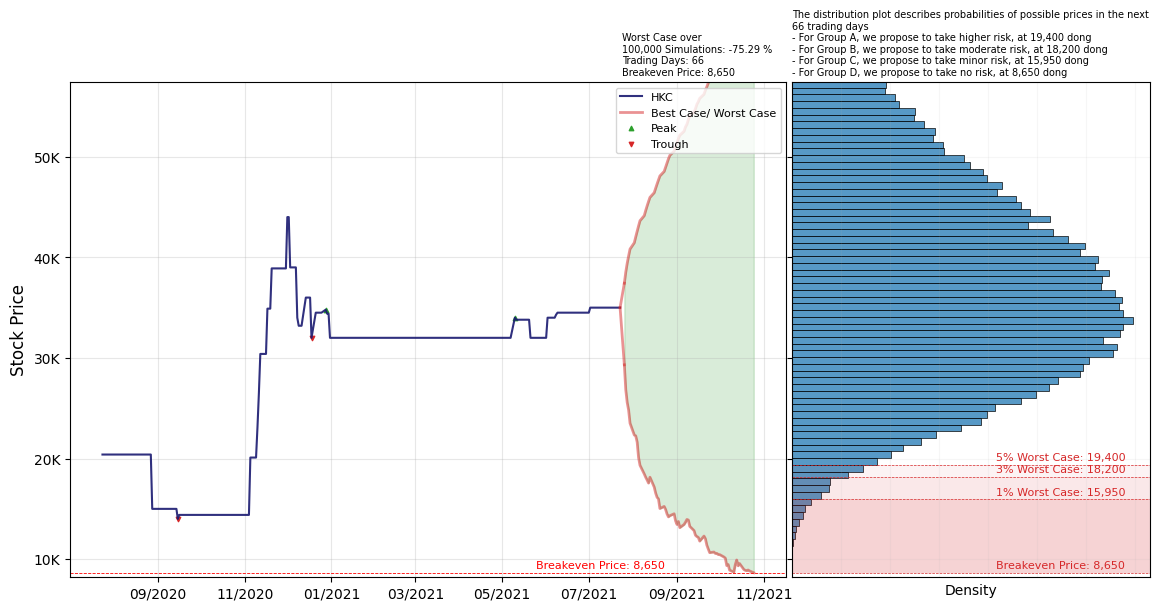 The distribution plot describes probabilities of possible prices in the next
66 trading days
- For Group A, we propose to take higher risk, at 19,400 dong
- For Group B, we propose to take moderate risk, at 18,200 dong
- For Group C, we propose to take minor risk, at 15,950 dong
- For Group D, we propose to take no risk, at 8,650 dong
Worst Case over
100,000 Simulations: -75.29 %
Trading Days: 66
Breakeven Price: 8,650
HKC
Best Case/ Worst Case
Peak
Trough
Stock Price
50K
40K
30K
20K
10K
5% Worst Case: 19,400
3% Worst Case: 18,200
1% Worst Case: 15,950
Breakeven Price: 8,650
Breakeven Price: 8,650
09/2020
11/2020
01/2021
03/2021
05/2021
07/2021
09/2021
11/2021
Density